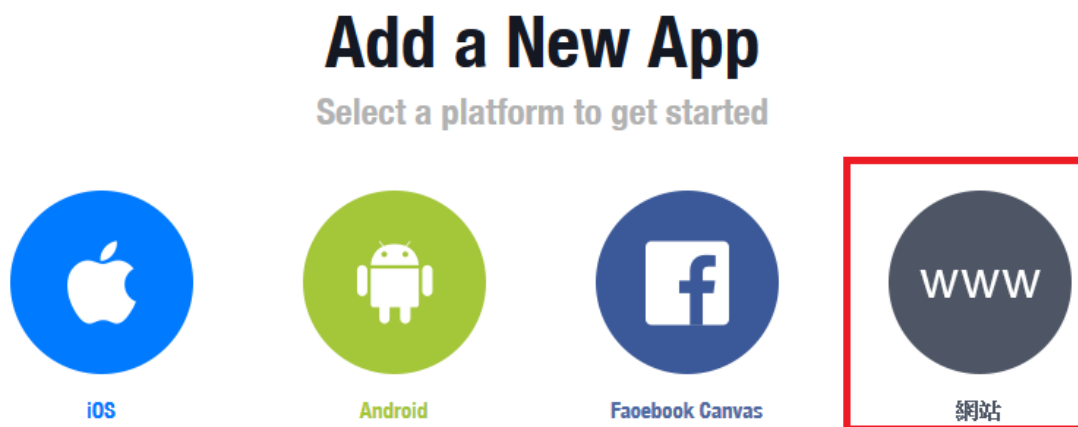 Add a New App
Select a platform to get started
www
iOS
Android
Faoebook Canvas
網站